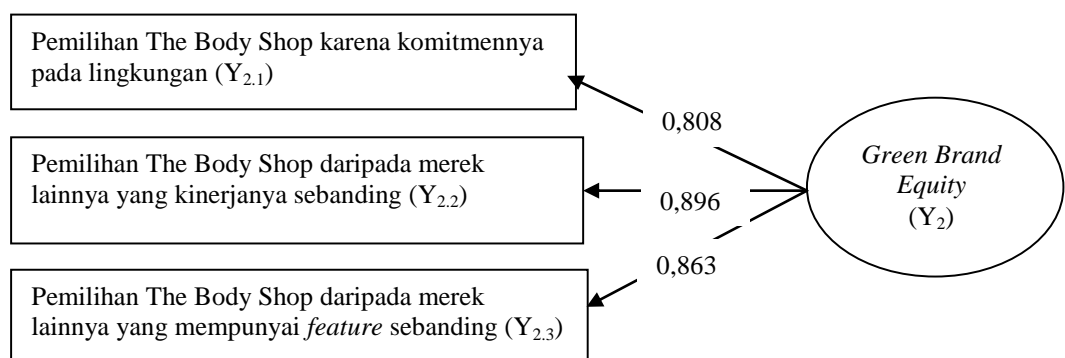 Pemilihan The Body Shop karena komitmennya
pada lingkungan (Y2.1)
0,808
Pemilihan The Body Shop daripada merek
lainnya yang kinerjanya sebanding (Y2.2)
0,896
Green Brand
Equity
(Y2)
0,863
Pemilihan The Body Shop daripada merek
lainnya yang mempunyai feature sebanding (Y2.3)